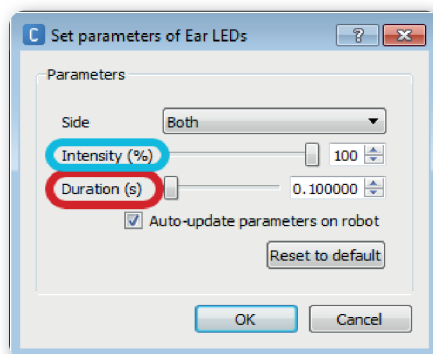 C Set parameters of Ear LEDs ?
Parameters
Side Both
Intensity (%) 100
Duration (s) 0.100000
Auto-update parameters on robot
Reset to default
OK Cancel